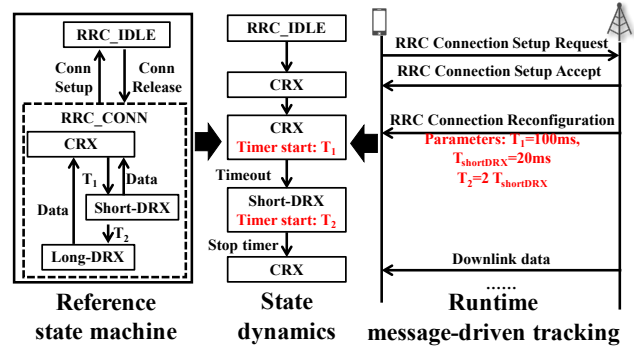 RRC_IDLE
Conn
Setup
Conn
Release
RRC_CONN
CRX
T1
Data
Data
Short-DRX
T2
Long-DRX
Reference
state machine
RRC_IDLE
CRX
CRX
Timer start: T1
Timeout
Short-DRX
Timer start: T2
Stop timer
CRX
State
dynamics
RRC Connection Setup Request
RRC Connection Setup Accept
RRC Connection Reconfiguration
Parameters: T1=100ms,
TshortDRX=20ms
T2=2 TshortDRX
Downlink data
......
Runtime
message-driven tracking